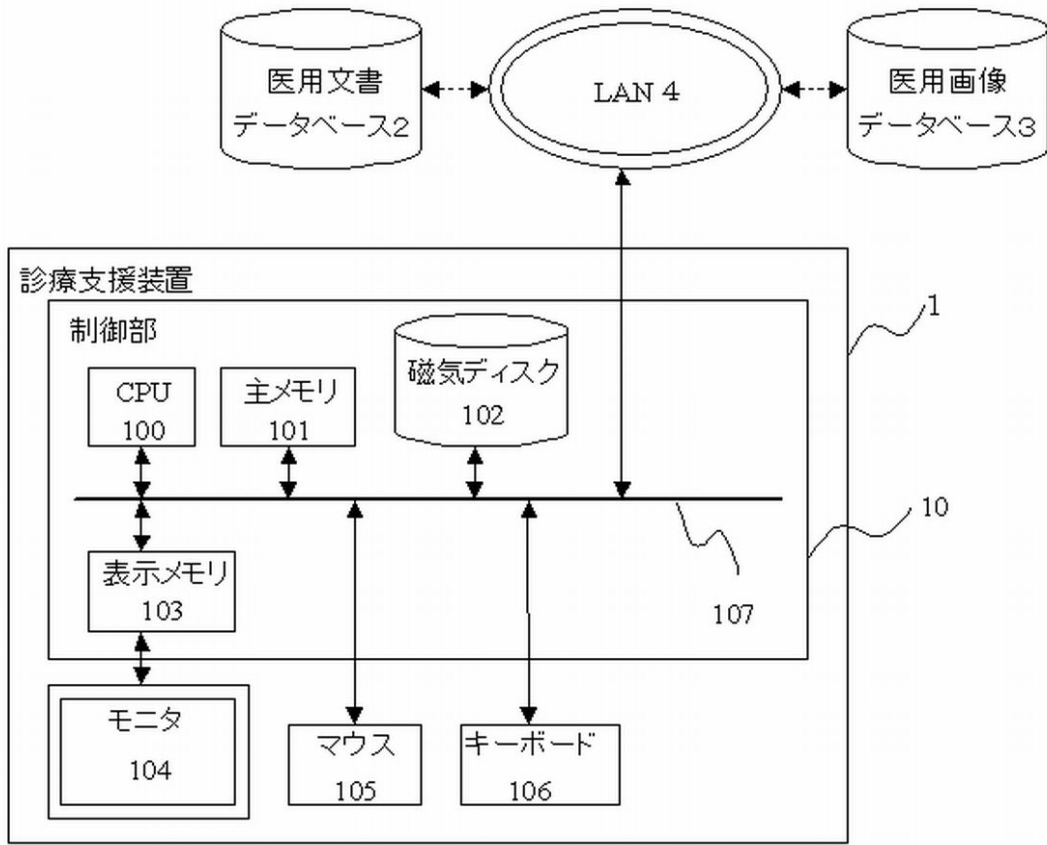 医用文書
データベース2
LAN 4
医用画像
データベース3
診療支援装置
制御部
1
CPU
100
主メモリ
101
磁気ディスク
102
10
表示メモリ
103
107
モニタ
104
マウス
105
キーボード
106